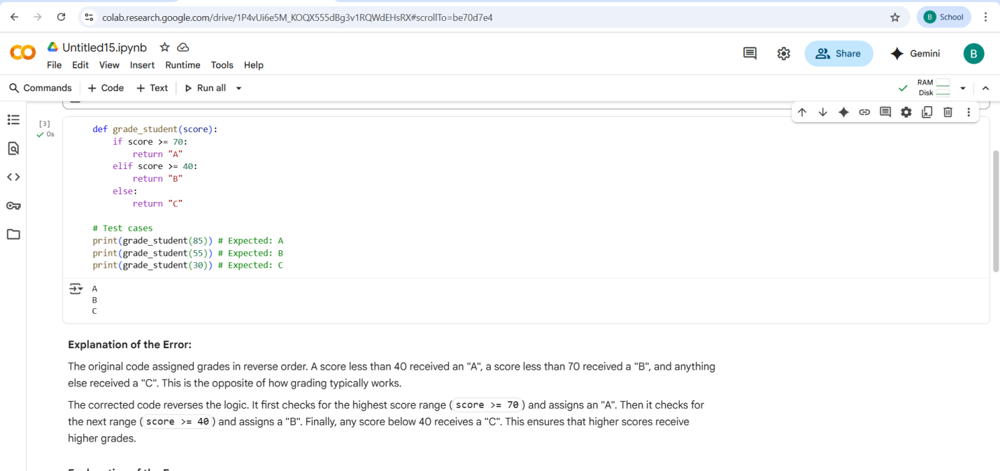 colab.research.google.com/drive/1P4vUi6e5M_KOQX555dBg3v1RQWdEHsRX#scrollTo=be70d7e4
B School
CO Untitled15.ipynb
File Edit View Insert Runtime Tools Help
Share Gemini B
Commands + Code + Text Run all
RAM
Disk
[3]
0s
def grade_student(score):
    if score >= 70:
        return "A"
    elif score >= 40:
        return "B"
    else:
        return "C"
# Test cases
print(grade_student(85)) # Expected: A
print(grade_student(55)) # Expected: B
print(grade_student(30)) # Expected: C
A
B
C
Explanation of the Error:
The original code assigned grades in reverse order. A score less than 40 received an "A", a score less than 70 received a "B", and anything
else received a "C". This is the opposite of how grading typically works.
The corrected code reverses the logic. It first checks for the highest score range ( score >= 70 ) and assigns an "A". Then it checks for
the next range ( score >= 40 ) and assigns a "B". Finally, any score below 40 receives a "C". This ensures that higher scores receive
higher grades.